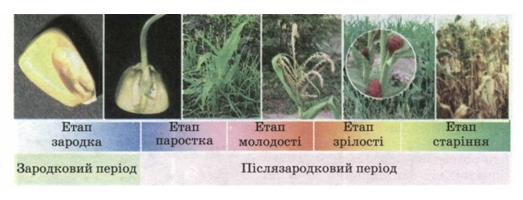 Етап зародка
Етап паростка
Етап молодості
Етап зрілості
Етап старіння
Зародковий період
Післязародковий період